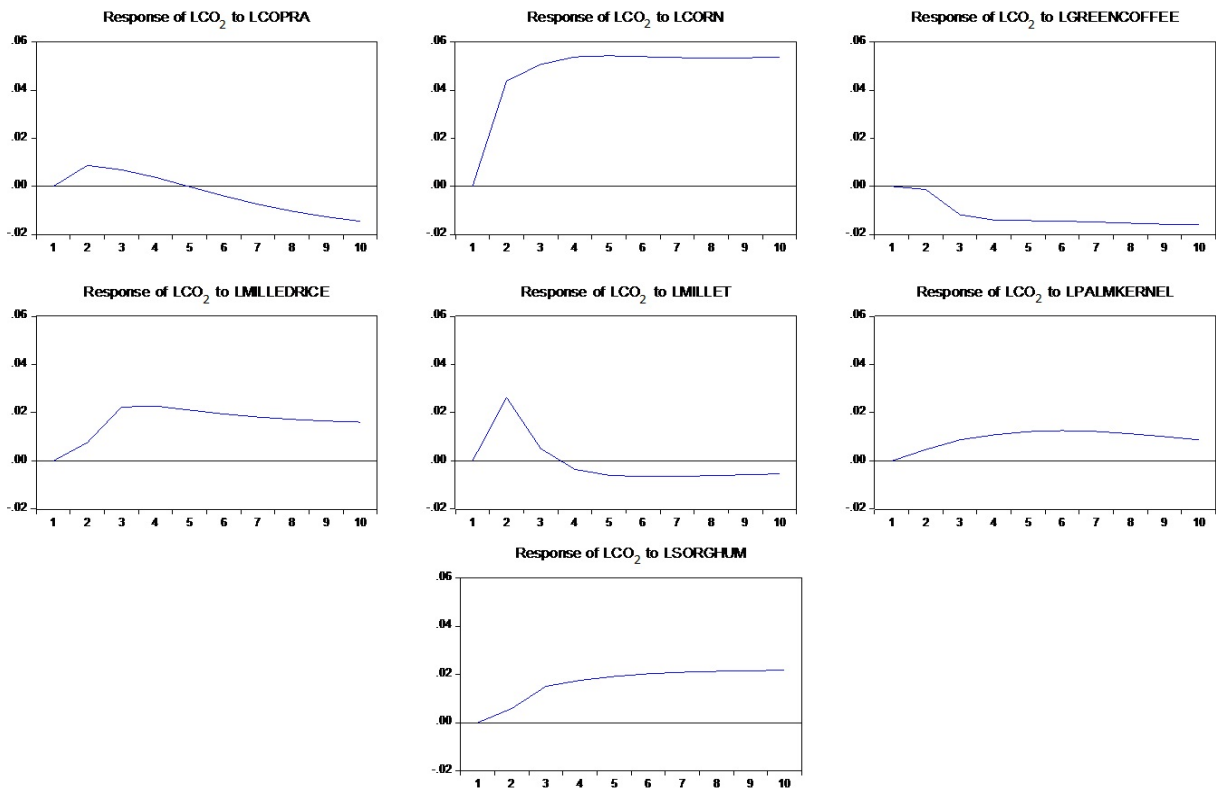 Response of LCO2 to LCOPRA
.06
.04
.02
.00
-.02
1 2 3 4 5 6 7 8 9 10
Response of LCO2 to LCORN
.06
.04
.02
.00
-.02
1 2 3 4 5 6 7 8 9 10
Response of LCO2 to LGREENCOFFEE
.06
.04
.02
.00
-.02
1 2 3 4 5 6 7 8 9 10
Response of LCO2 to LMILLEDRICE
.06
.04
.02
.00
-.02
1 2 3 4 5 6 7 8 9 10
Response of LCO2 to LMILLET
.06
.04
.02
.00
-.02
1 2 3 4 5 6 7 8 9 10
Response of LCO2 to LPALMKERNEL
.06
.04
.02
.00
-.02
1 2 3 4 5 6 7 8 9 10
Response of LCO2 to LSORGHUM
.06
.04
.02
.00
-.02
1 2 3 4 5 6 7 8 9 10